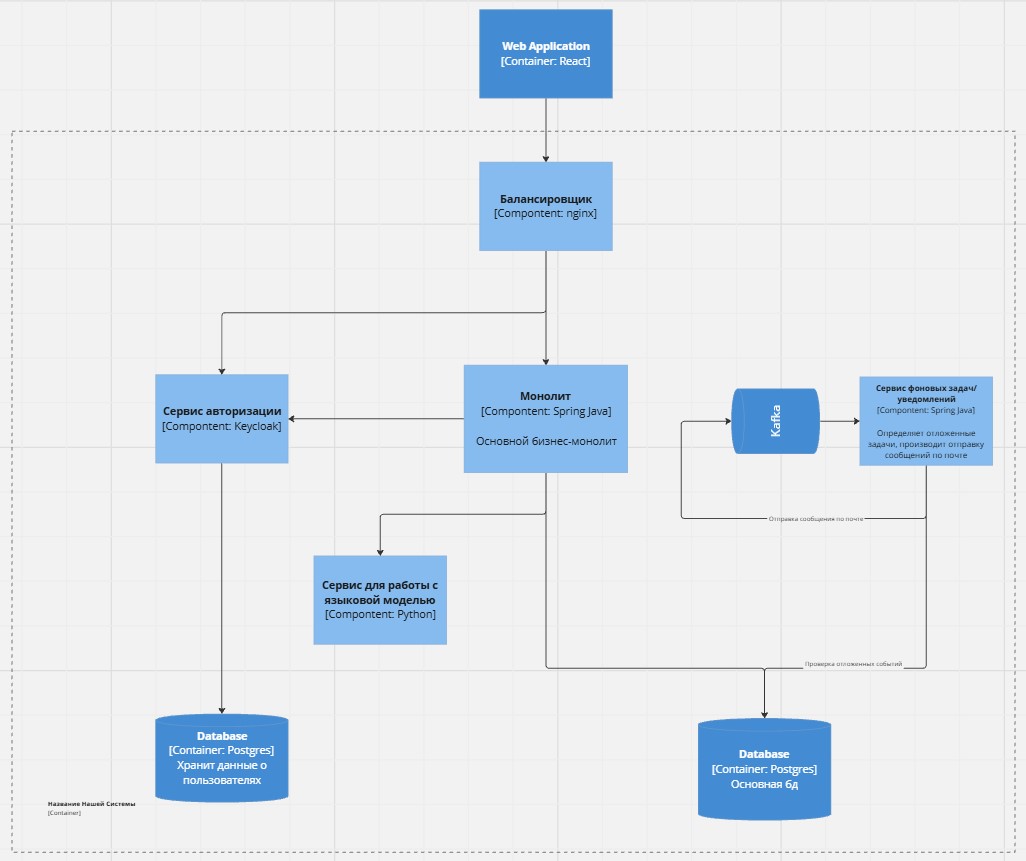 Web Application
[Container: React]
Балансировщик
[Compontent: nginx]
Сервис авторизации
[Compontent: Keycloak]
Монолит
[Compontent: Spring Java]
Основной бизнес-монолит
Kafka
Сервис фоновых задач/
уведомлений
[Compontent: Spring Java]
Определяет отложенные
задачи, производит отправку
сообщений по почте
Отправка сообщения по почте
Сервис для работы с
языковой моделью
[Compontent: Python]
Проверка отложенных событий
Database
[Container: Postgres]
Хранит данные о
пользователях
Database
[Container: Postgres]
Основная бд
Название Нашей Системы
[Container]